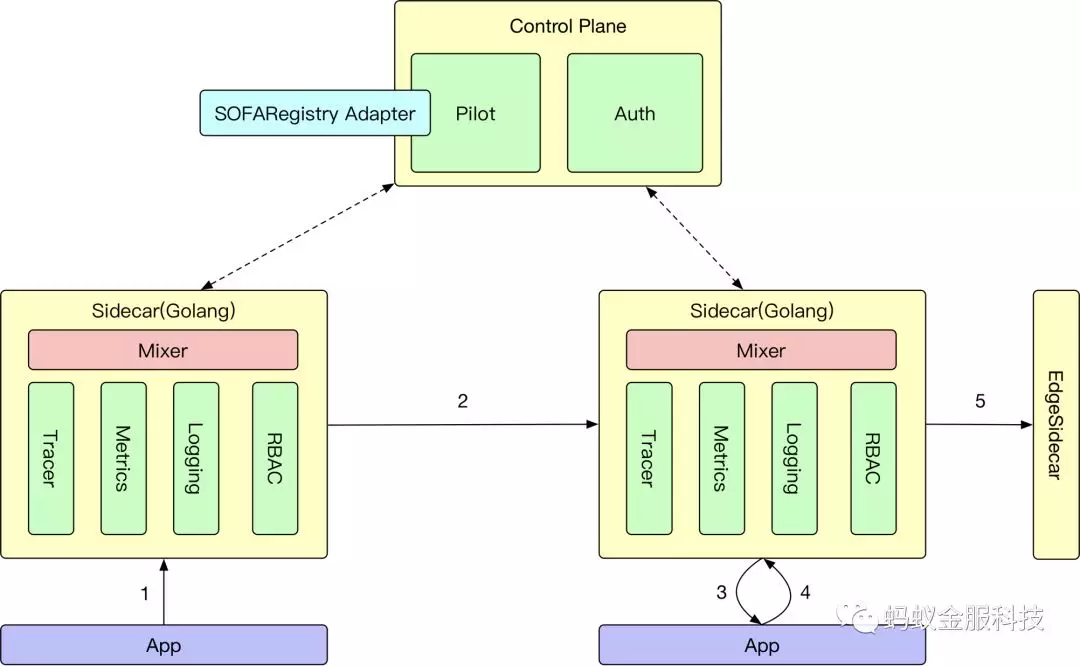 Control Plane
SOFARegistry Adapter
Pilot
Auth
Sidecar(Golang)
Mixer
Tracer
Metrics
Logging
RBAC
2
Sidecar(Golang)
Mixer
Tracer
Metrics
Logging
RBAC
5
EdgeSidecar
1
App
3
4
App
蚂蚁金服科技